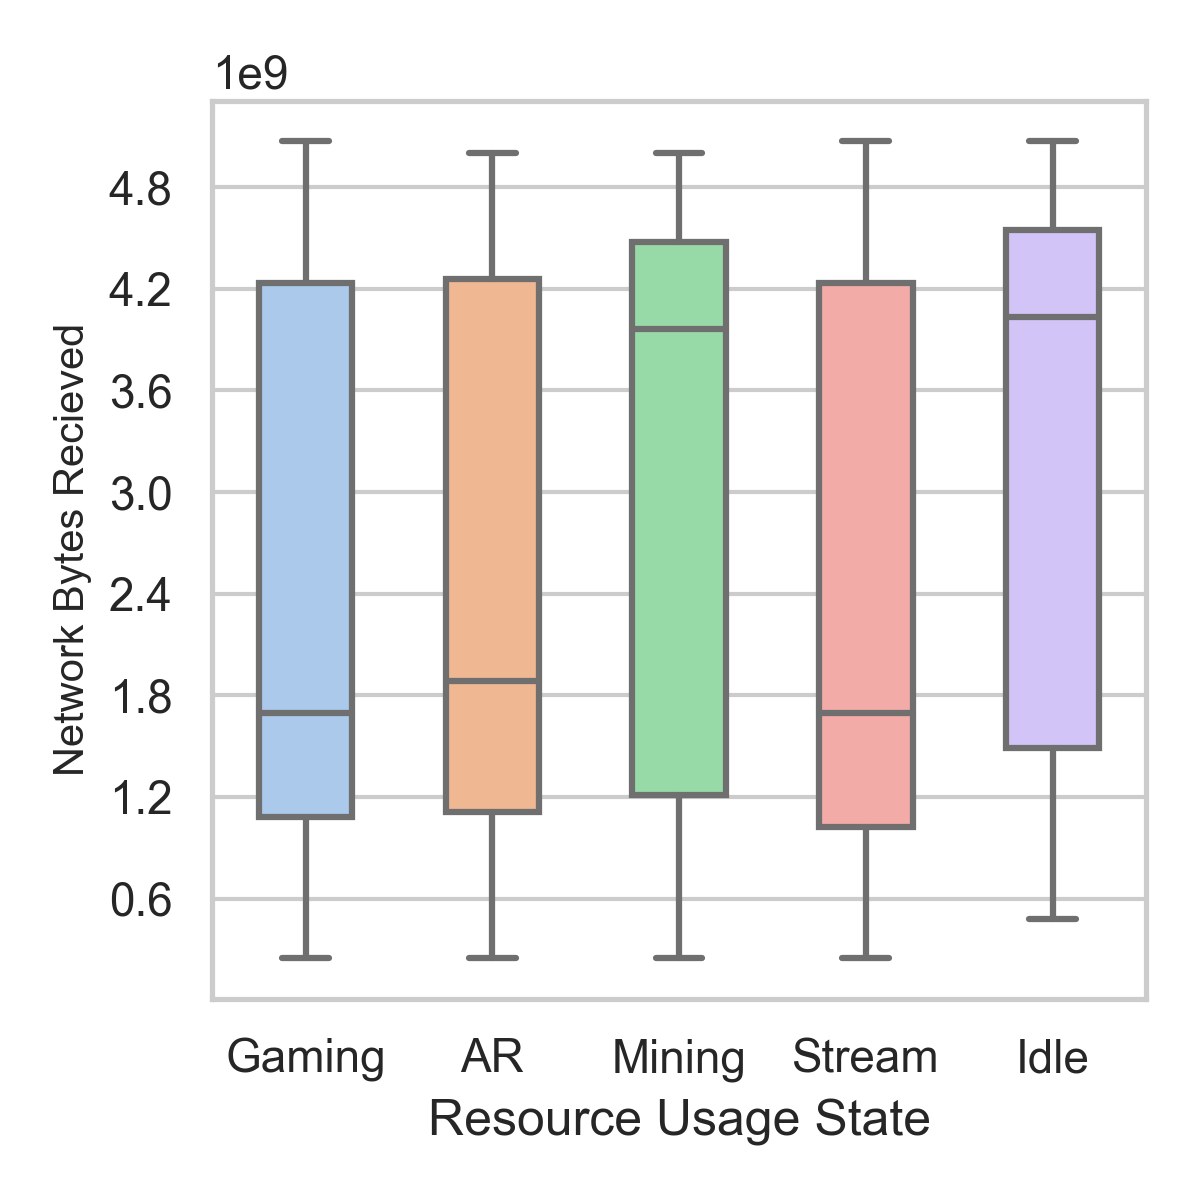 1e9
4.8
4.2
3.6
3.0
2.4
1.8
1.2
0.6
Network Bytes Recieved
Gaming AR Mining Stream Idle
Resource Usage State